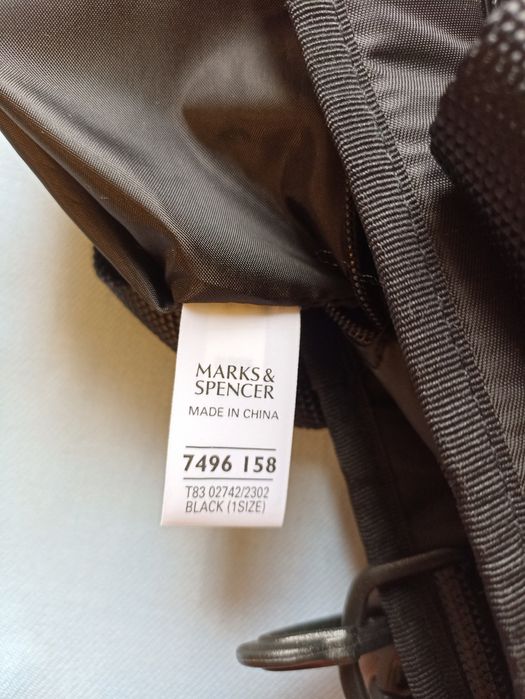 MARKS &
SPENCER
MADE IN CHINA
7496 158
T83 02742/2302
BLACK (1SIZE)